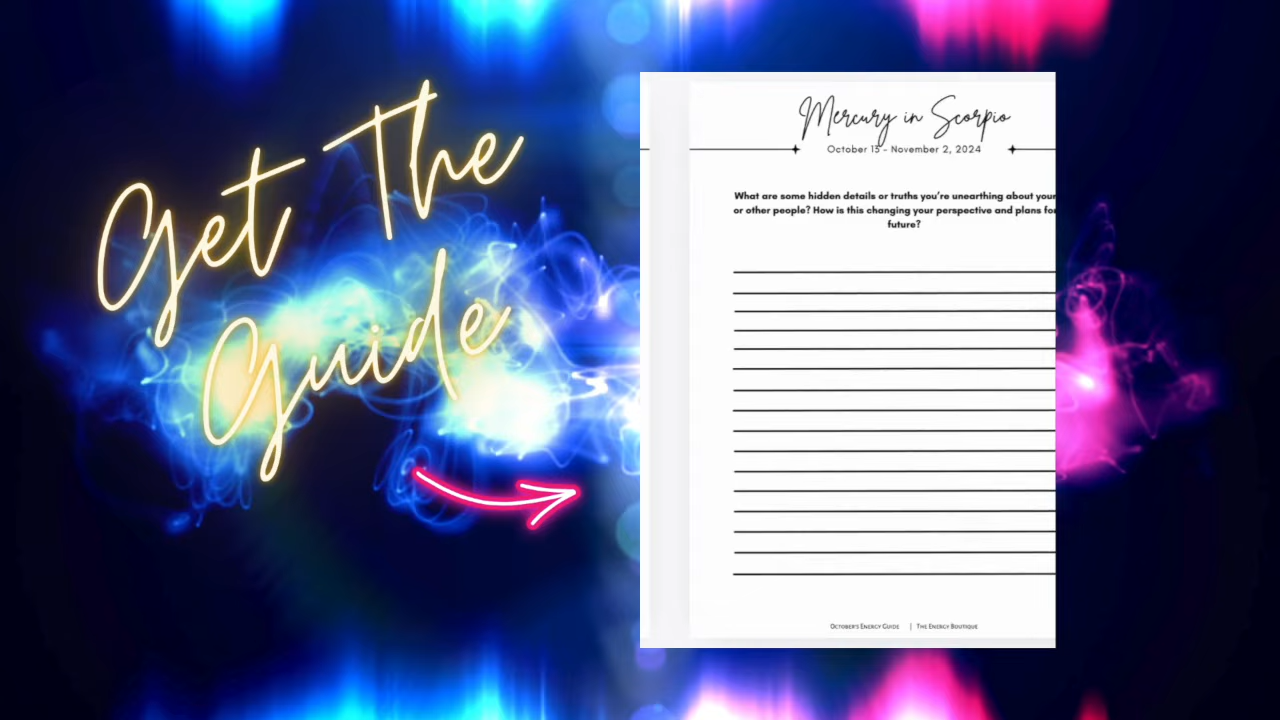 Get The
Guide
Mercury in Scorpio
October 15 - November 2, 2024
What are some hidden details or truths you're unearthing about your
or other people? How is this changing your perspective and plans for
future?
October's Energy Guide | The Energy Boutique